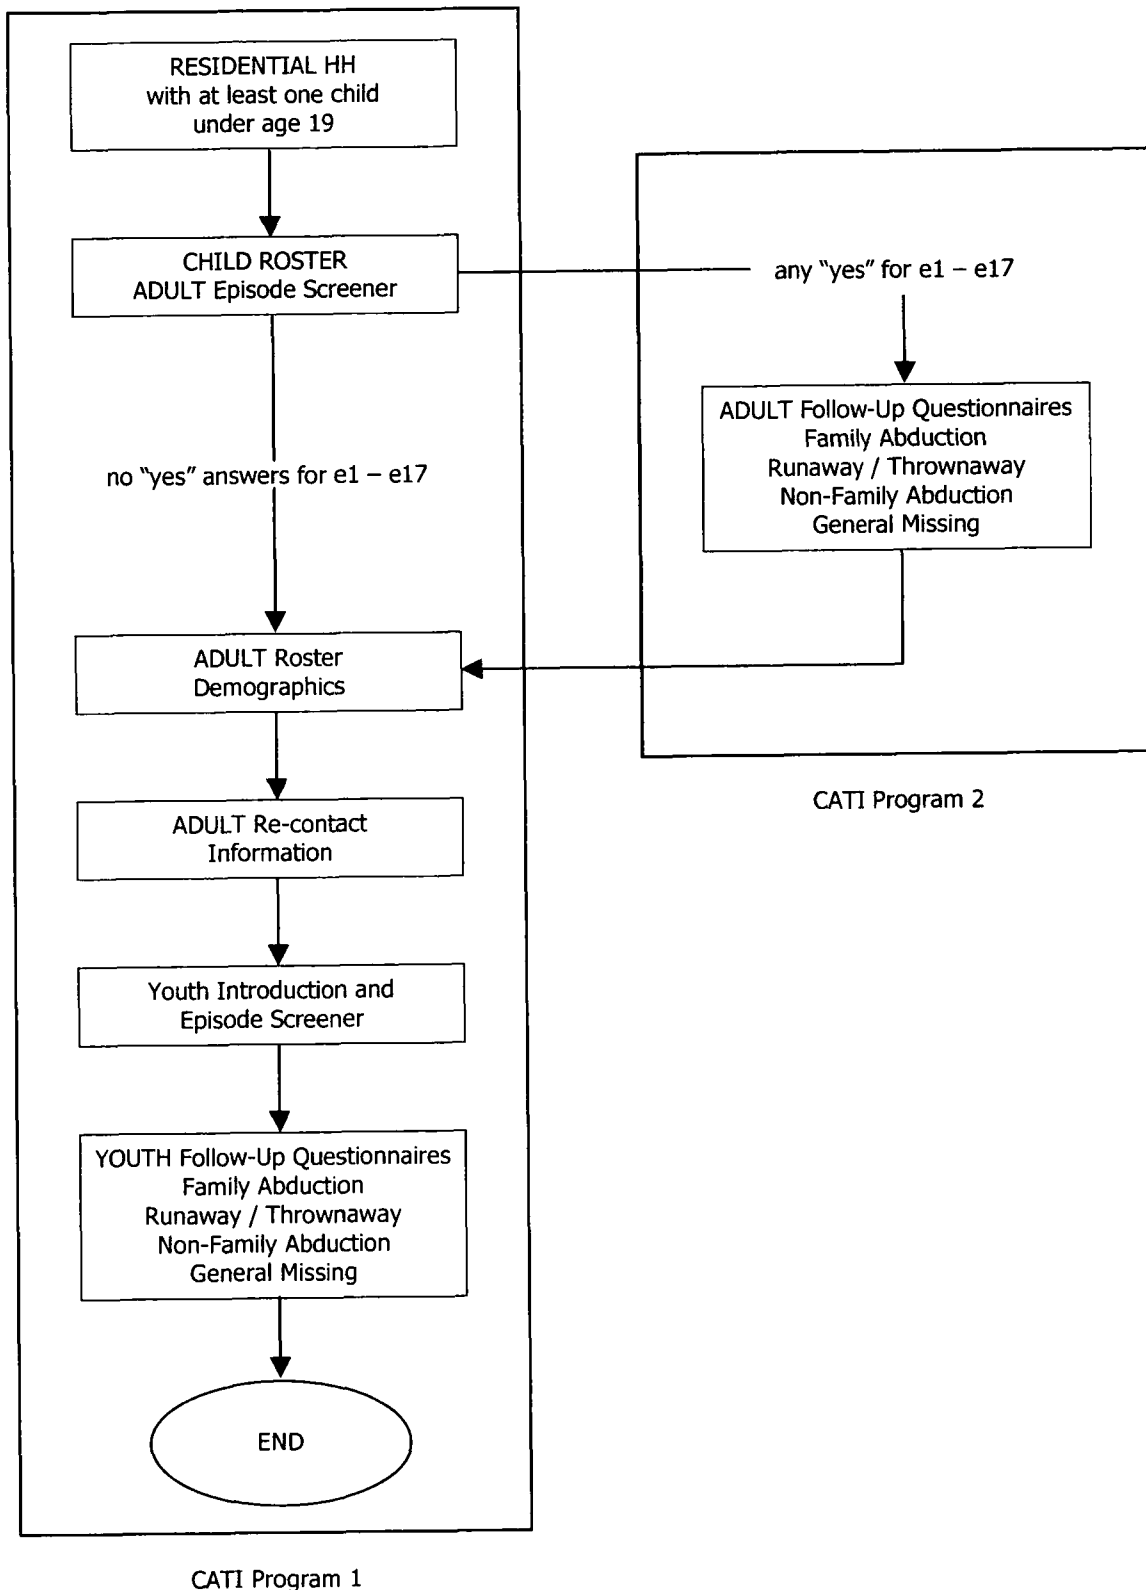 RESIDENTIAL HH
with at least one child
under age 19
CHILD ROSTER
ADULT Episode Screener
any “yes” for e1 – e17
ADULT Follow-Up Questionnaires
Family Abduction
Runaway / Thrownaway
Non-Family Abduction
General Missing
no “yes” answers for e1 – e17
ADULT Roster
Demographics
CATI Program 2
ADULT Re-contact
Information
Youth Introduction and
Episode Screener
YOUTH Follow-Up Questionnaires
Family Abduction
Runaway / Thrownaway
Non-Family Abduction
General Missing
END
CATI Program 1